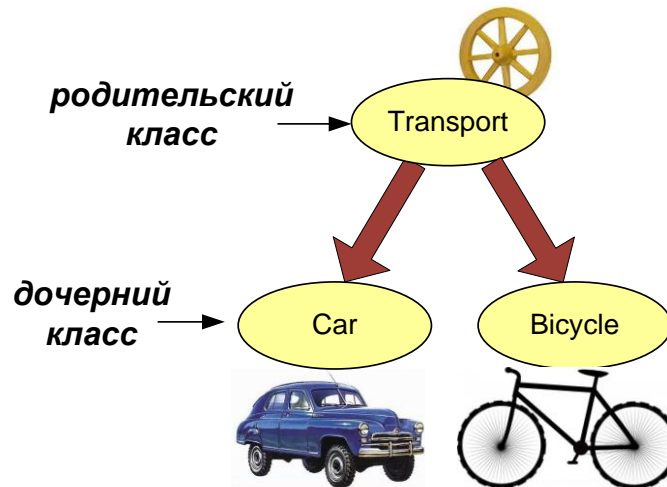 родительский
класс
Transport
дочерний
класс
Car
Bicycle